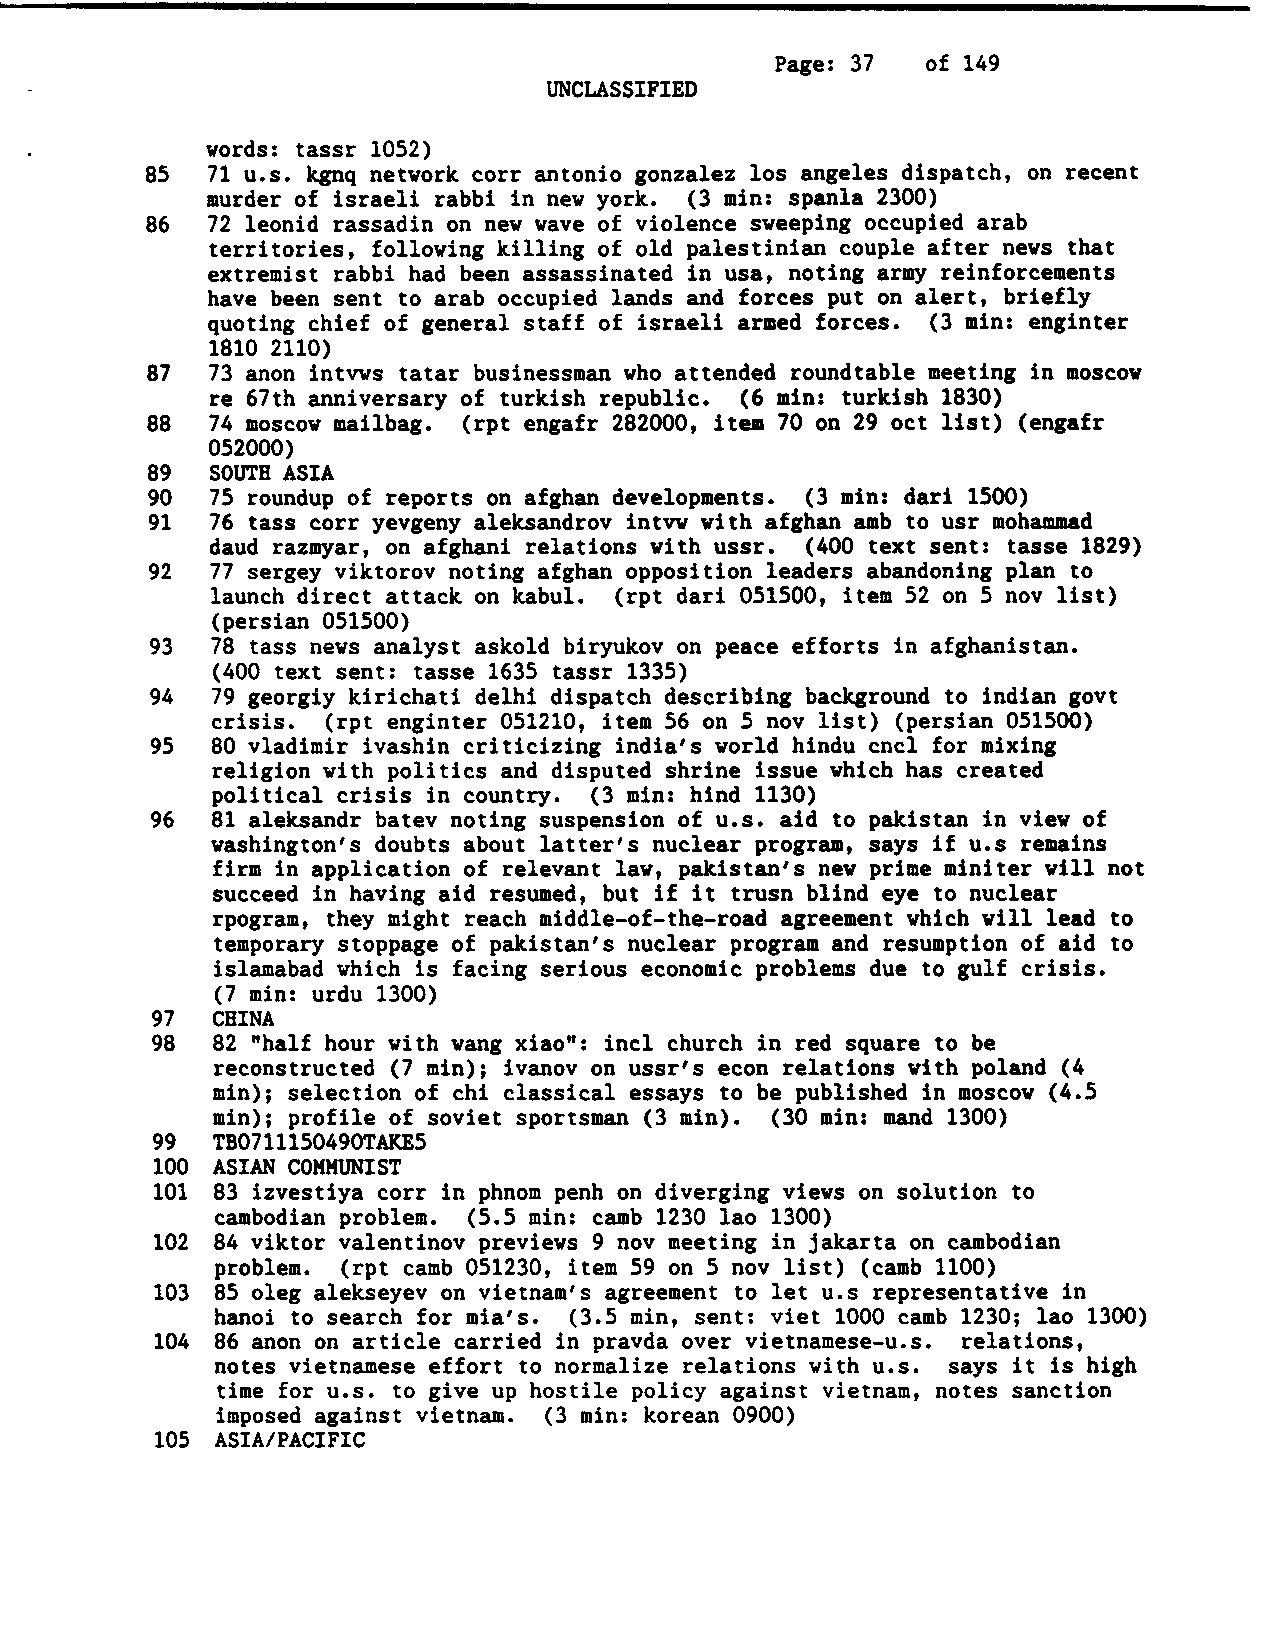 Page: 37 of 149
UNCLASSIFIED
words: tassr 1052)
85 71 u.s. kgnq network corr antonio gonzalez los angeles dispatch, on recent
murder of israeli rabbi in new york. (3 min: spanla 2300)
86 72 leonid rassadin on new wave of violence sweeping occupied arab
territories, following killing of old palestinian couple after news that
extremist rabbi had been assassinated in usa, noting army reinforcements
have been sent to arab occupied lands and forces put on alert, briefly
quoting chief of general staff of israeli armed forces. (3 min: enginter
1810 2110)
87 73 anon intvws tatar businessman who attended roundtable meeting in moscow
re 67th anniversary of turkish republic. (6 min: turkish 1830)
88 74 moscow mailbag. (rpt engafr 282000, item 70 on 29 oct list) (engafr
052000)
89 SOUTH ASIA
90 75 roundup of reports on afghan developments. (3 min: dari 1500)
91 76 tass corr yevgeny aleksandrov intvw with afghan amb to usr mohammad
daud razmyar, on afghani relations with ussr. (400 text sent: tasse 1829)
92 77 sergey viktorov noting afghan opposition leaders abandoning plan to
launch direct attack on kabul. (rpt dari 051500, item 52 on 5 nov list)
(persian 051500)
93 78 tass news analyst askold biryukov on peace efforts in afghanistan.
(400 text sent: tasse 1635 tassr 1335)
94 79 georgiy kirichati delhi dispatch describing background to indian govt
crisis. (rpt enginter 051210, item 56 on 5 nov list) (persian 051500)
95 80 vladimir ivashin criticizing india's world hindu cncl for mixing
religion with politics and disputed shrine issue which has created
political crisis in country. (3 min: hind 1130)
96 81 aleksandr batev noting suspension of u.s. aid to pakistan in view of
washington's doubts about latter's nuclear program, says if u.s remains
firm in application of relevant law, pakistan's new prime miniter will not
succeed in having aid resumed, but if it trusn blind eye to nuclear
rpogram, they might reach middle-of-the-road agreement which will lead to
temporary stoppage of pakistan's nuclear program and resumption of aid to
islamabad which is facing serious economic problems due to gulf crisis.
(7 min: urdu 1300)
97 CHINA
98 82 "half hour with wang xiao": incl church in red square to be
reconstructed (7 min); ivanov on ussr's econ relations with poland (4
min); selection of chi classical essays to be published in moscow (4.5
min); profile of soviet sportsman (3 min). (30 min: mand 1300)
99 TB0711150490TAKE5
100 ASIAN COMMUNIST
101 83 izvestiya corr in phnom penh on diverging views on solution to
cambodian problem. (5.5 min: camb 1230 lao 1300)
102 84 viktor valentinov previews 9 nov meeting in jakarta on cambodian
problem. (rpt camb 051230, item 59 on 5 nov list) (camb 1100)
103 85 oleg alekseyev on vietnam's agreement to let u.s representative in
hanoi to search for mia's. (3.5 min, sent: viet 1000 camb 1230; lao 1300)
104 86 anon on article carried in pravda over vietnamese-u.s. relations,
notes vietnamese effort to normalize relations with u.s. says it is high
time for u.s. to give up hostile policy against vietnam, notes sanction
imposed against vietnam. (3 min: korean 0900)
105 ASIA/PACIFIC